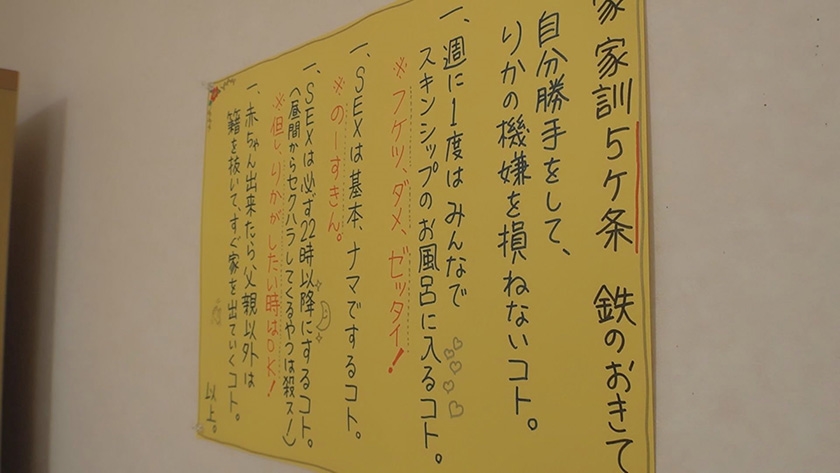 家 家訓5ケ条 鉄のおきて
自分勝手をして、
りかの機嫌を損ねないコト。
一、週に1度はみんなで
スキンシップのお風呂に入るコト。
※フケツ、ダメ、ゼッタイ!
一、SEXは基本、ナマでするコト。
※のーすきん。
一、SEXは必ず22時以降にするコト。
(昼間からセクハラしてくるやつは殺ス!)
※但し、りかがしたい時はOK!
一、赤ちゃん出来たら、父親以外は
籍を抜いて、すぐ家を出ていくコト。
以上。